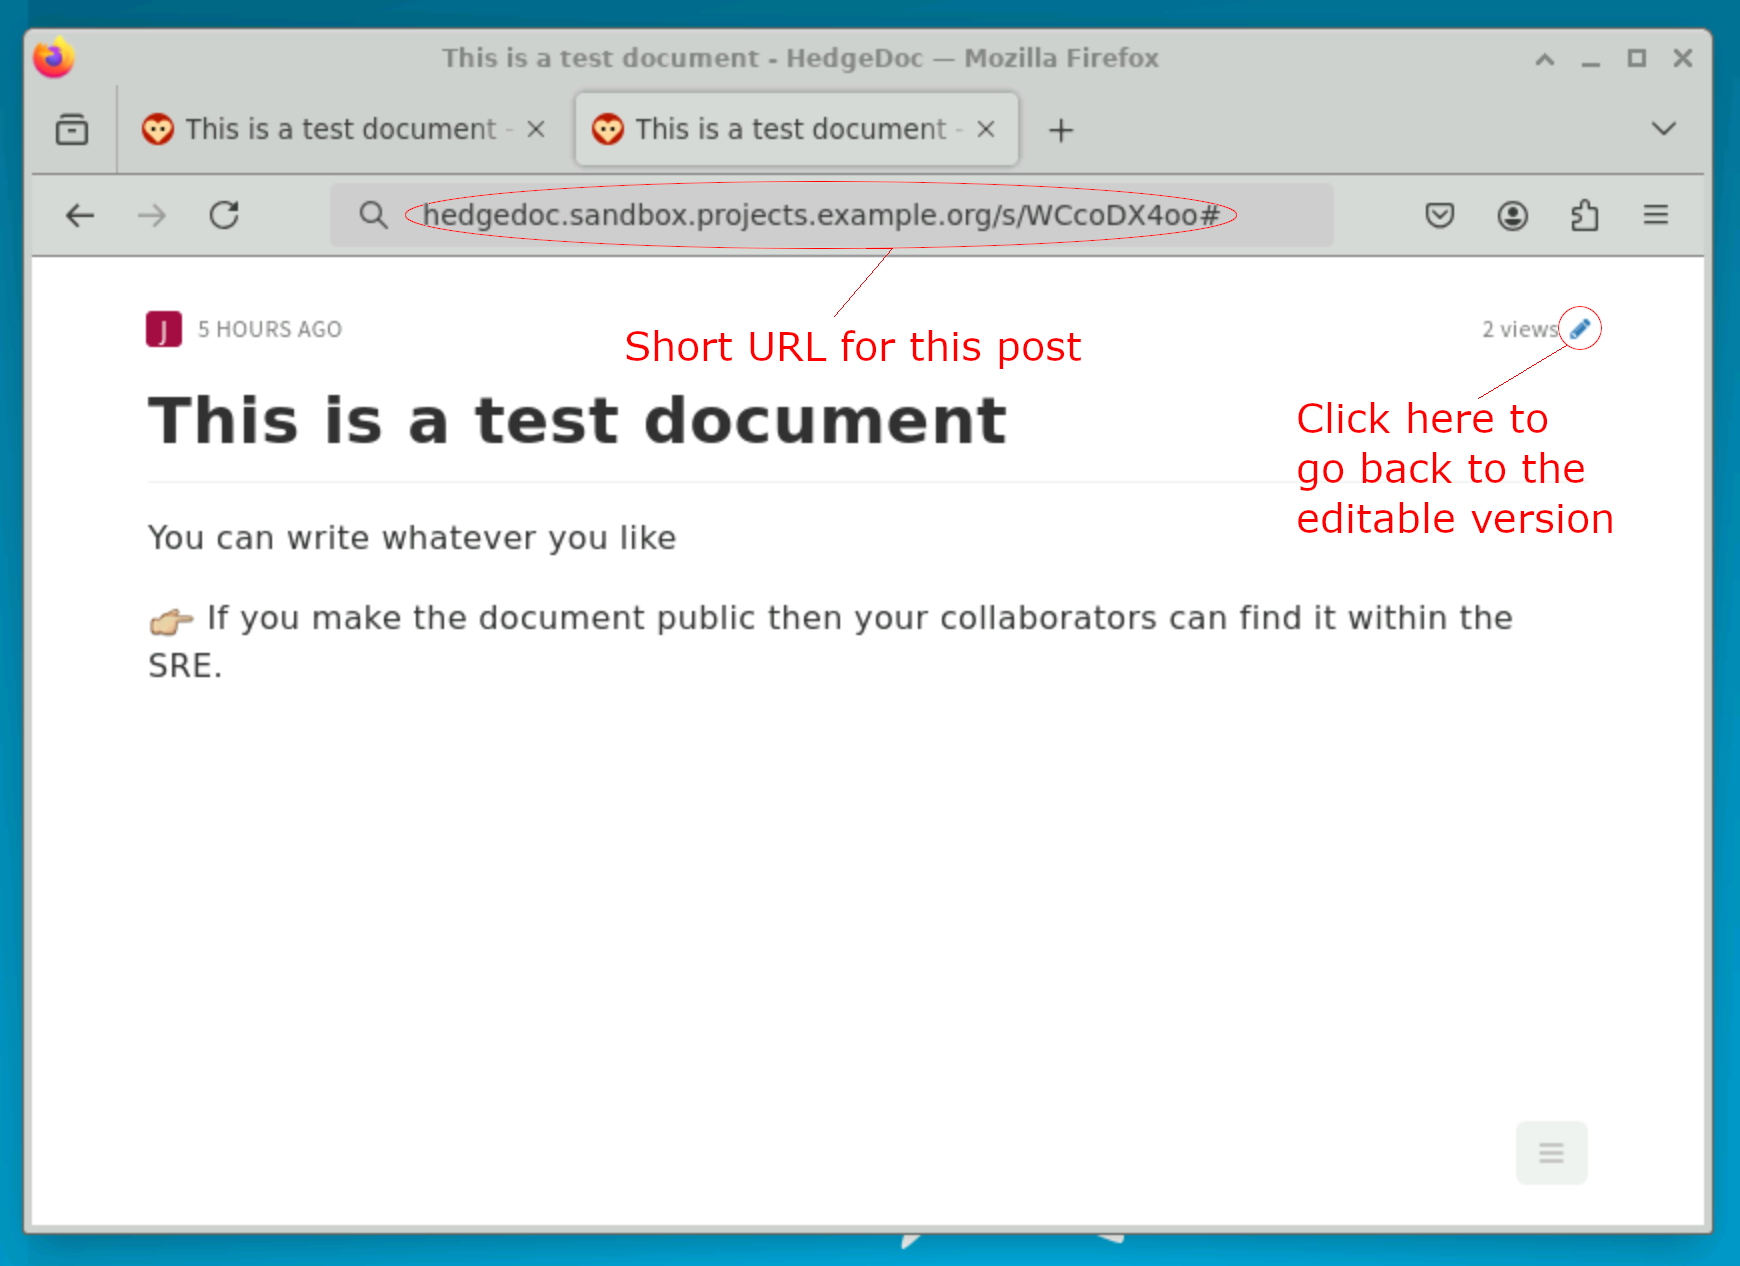 This is a test document - HedgeDoc — Mozilla Firefox
This is a test document -
This is a test document -
hedgedoc.sandbox.projects.example.org/s/WCcoDX4oo#
J 5 HOURS AGO
Short URL for this post
2 views
This is a test document
Click here to
go back to the
editable version
You can write whatever you like
👉 If you make the document public then your collaborators can find it within the
SRE.